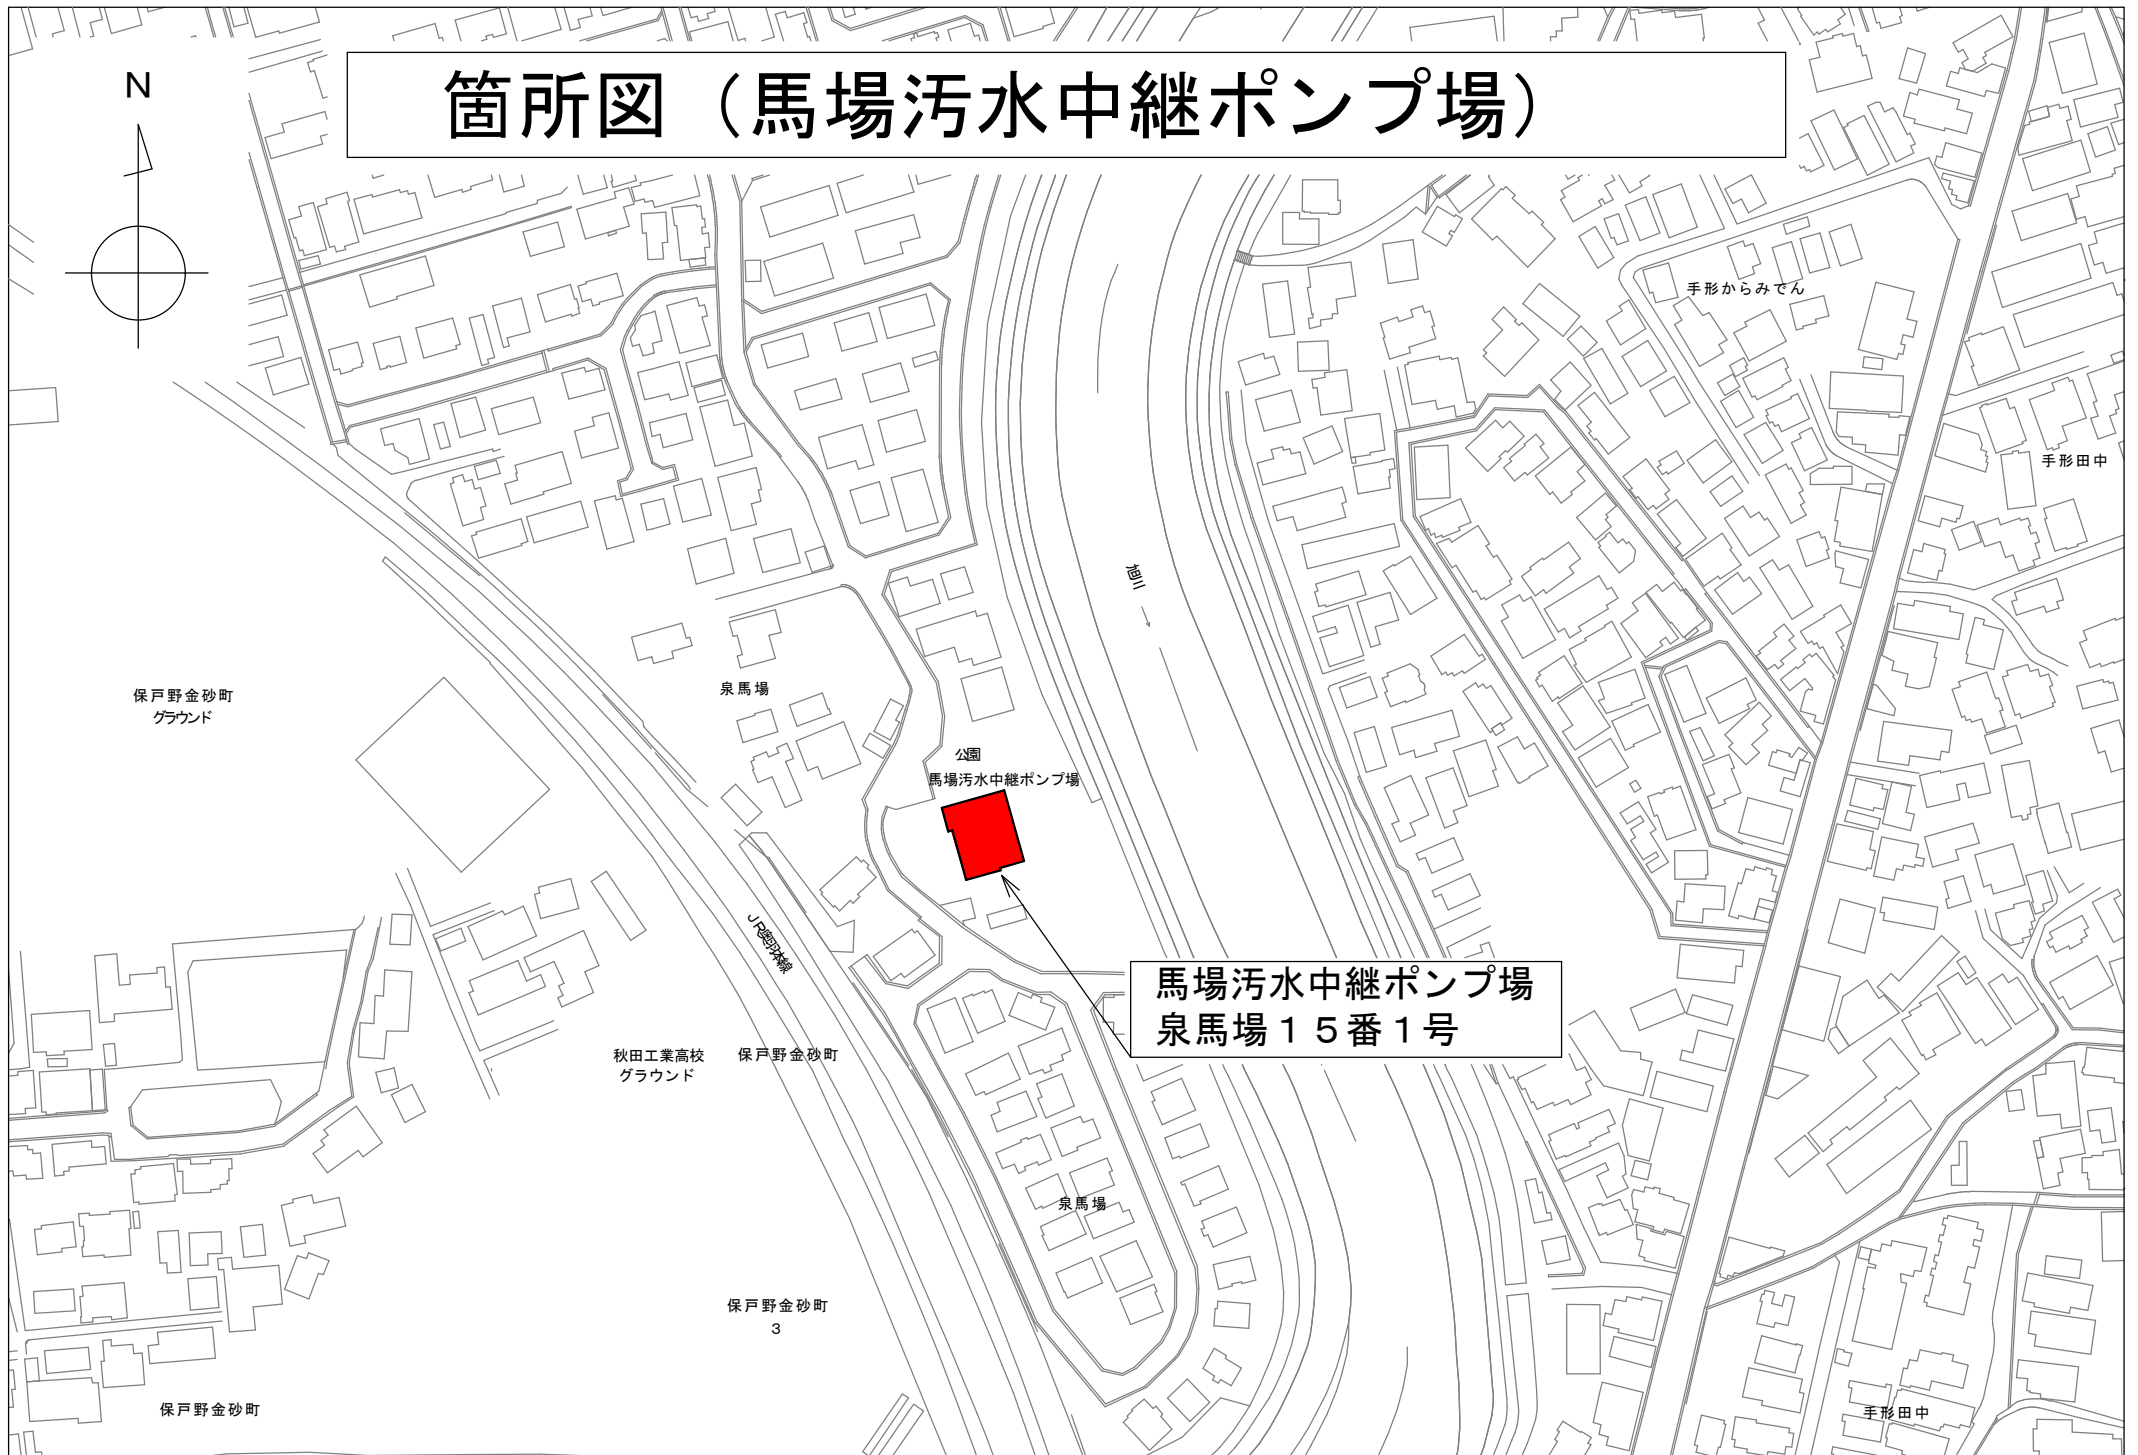 箇所図（馬場汚水中継ポンプ場）
N
手形からみでん
手形田中
旭川
保戸野金砂町
グラウンド
泉馬場
公園
馬場汚水中継ポンプ場
JR奥羽本線
馬場汚水中継ポンプ場
泉馬場１５番１号
秋田工業高校
グラウンド
保戸野金砂町
泉馬場
保戸野金砂町
3
保戸野金砂町
手形田中